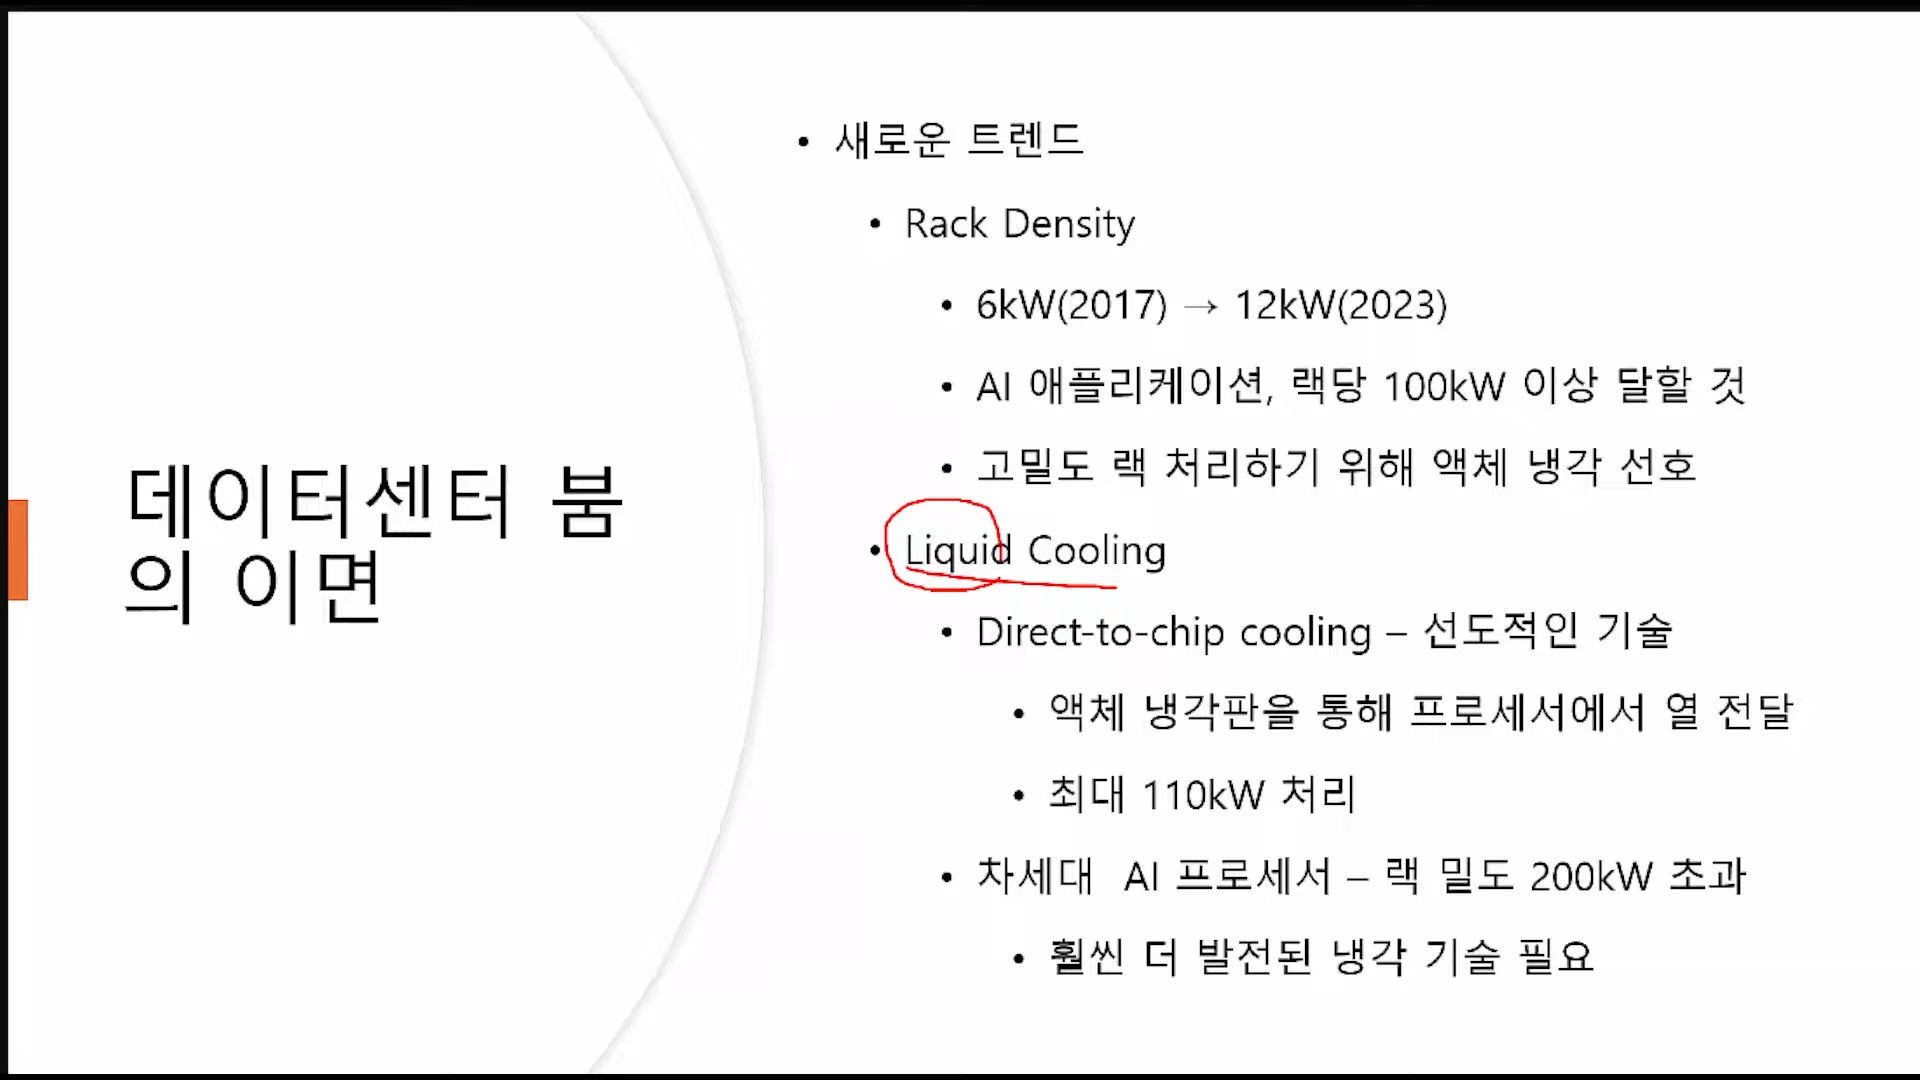 데이터센터 붐
의 이면
• 새로운 트렌드
• Rack Density
• 6kW(2017) → 12kW(2023)
• AI 애플리케이션, 랙당 100kW 이상 달할 것
• 고밀도 랙 처리하기 위해 액체 냉각 선호
• Liquid Cooling
• Direct-to-chip cooling – 선도적인 기술
• 액체 냉각판을 통해 프로세서에서 열 전달
• 최대 110kW 처리
• 차세대 AI 프로세서 – 랙 밀도 200kW 초과
• 훨씬 더 발전된 냉각 기술 필요